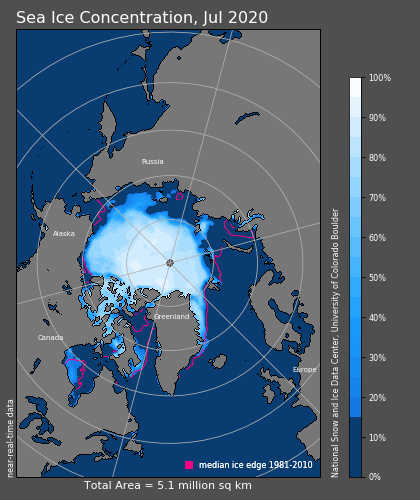 Sea Ice Concentration, Jul 2020
Russia
Alaska
Greenland
Canada
Europe
near-real-time data
median ice edge 1981-2010
Total Area = 5.1 million sq km
National Snow and Ice Data Center, University of Colorado Boulder
100%
90%
80%
70%
60%
50%
40%
30%
20%
10%
0%